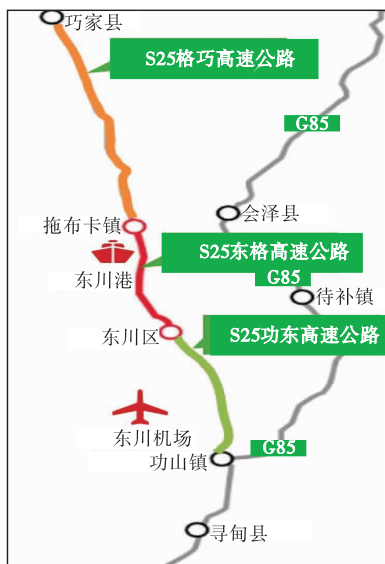 巧家县
S25格巧高速公路
G85
会泽县
拖布卡镇
S25东格高速公路
东川港
G85
待补镇
东川区
S25功东高速公路
东川机场
G85
功山镇
寻甸县